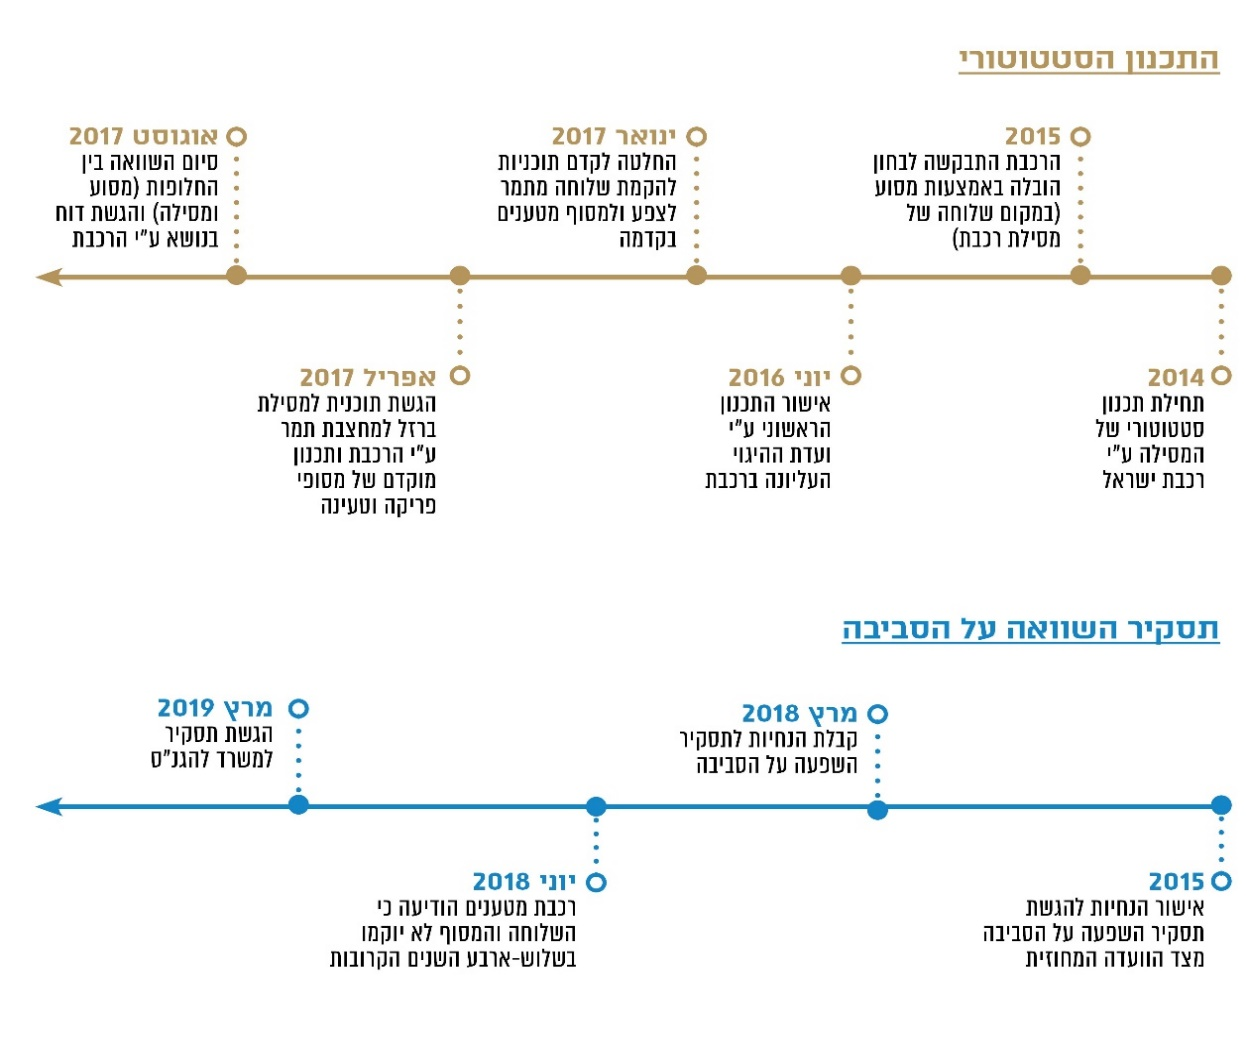 התכנון הסטטוטורי
2014
תחילת תכנון
סטטוטורי של
המסילה ע"י
רכבת ישראל
2015
הרכבת התבקשה לבחון
הובלה באמצעות מסוע
(במקום שלוחה של
מסילת רכבת)
יוני 2016
אישור התכנון
הראשוני ע"י
ועדת ההיגוי
העליונה ברכבת
ינואר 2017
החלטה לקדם תוכניות
להקמת שלוחה מתמר
לצפע ולמסוף מטענים
בקדמה
אפריל 2017
הגשת תוכנית למסילת
ברזל למחצבת תמר
ע"י הרכבת ותכנון
מוקדם של מסופי
פריקה וטעינה
אוגוסט 2017
סיום השוואה בין
החלופות (מסוע
ומסילה) והגשת דוח
בנושא ע"י הרכבת
תסקיר השוואה על הסביבה
2015
אישור הנחיות להגשת
תסקיר השפעה על הסביבה
מצד הוועדה המחוזית
מרץ 2018
קבלת הנחיות לתסקיר
השפעה על הסביבה
יוני 2018
רכבת מטענים הודיעה כי
השלוחה והמסוף לא יוקמו
בשלוש-ארבע השנים הקרובות
מרץ 2019
הגשת תסקיר
למשרד להגנ"ס